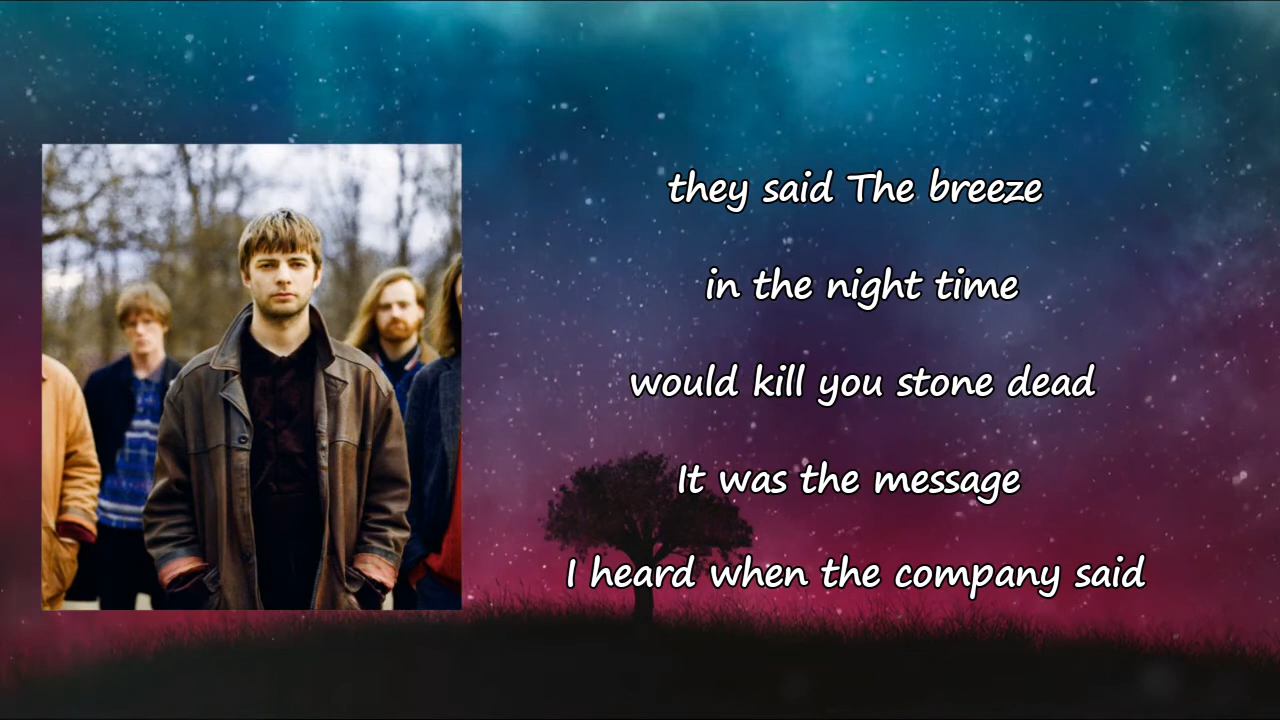 they said The breeze
in the night time
would kill you stone dead
It was the message
I heard when the company said